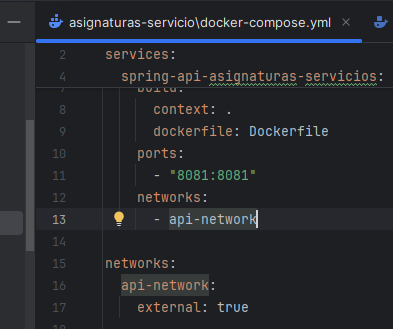 asignaturas-servicio\docker-compose.yml
2 services:
4 spring-api-asignaturas-servicios:
7 build:
8 context: .
9 dockerfile: Dockerfile
10 ports:
11 - "8081:8081"
12 networks:
13 - api-network
14
15 networks:
16 api-network:
17 external: true
18